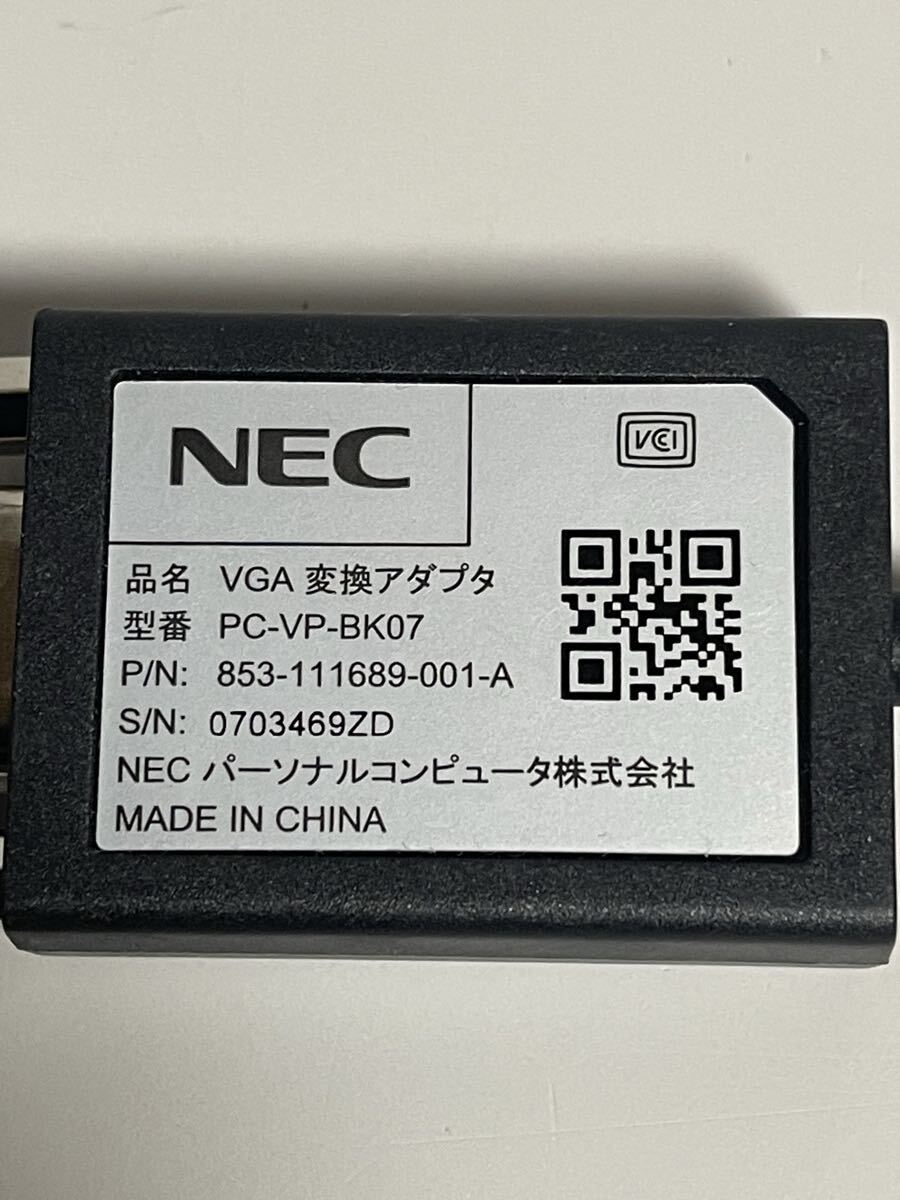 NEC
VCCI
品名 VGA 変換アダプタ
型番 PC-VP-BK07
P/N: 853-111689-001-A
S/N: 0703469ZD
NEC パーソナルコンピュータ株式会社
MADE IN CHINA